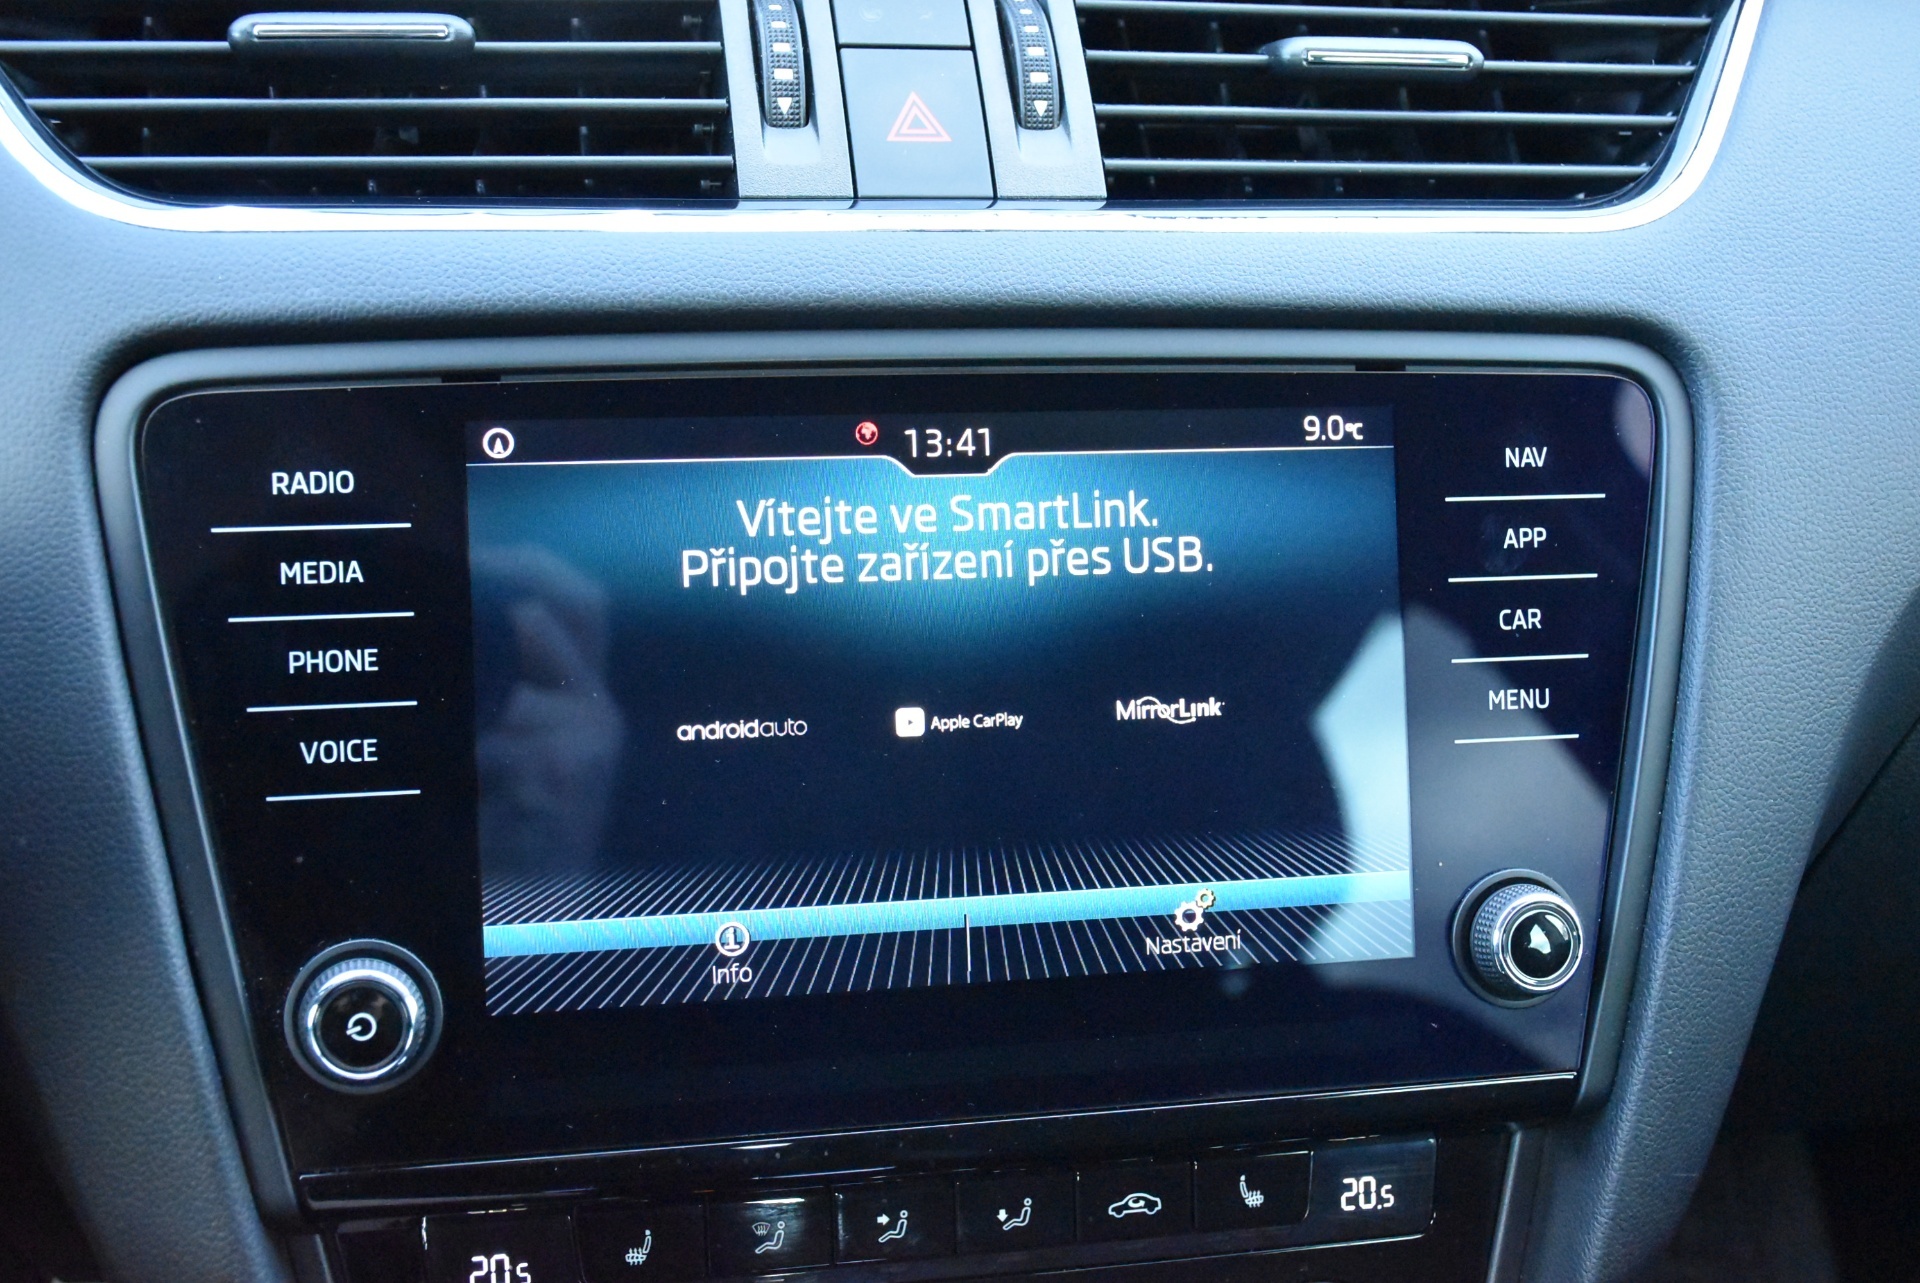 13:41
9.0°C
RADIO
MEDIA
PHONE
VOICE
Vítejte ve SmartLink.
Připojte zařízení přes USB.
androidauto
Apple CarPlay
MirrorLink
Info
Nastavení
NAV
APP
CAR
MENU
20.5
20.5